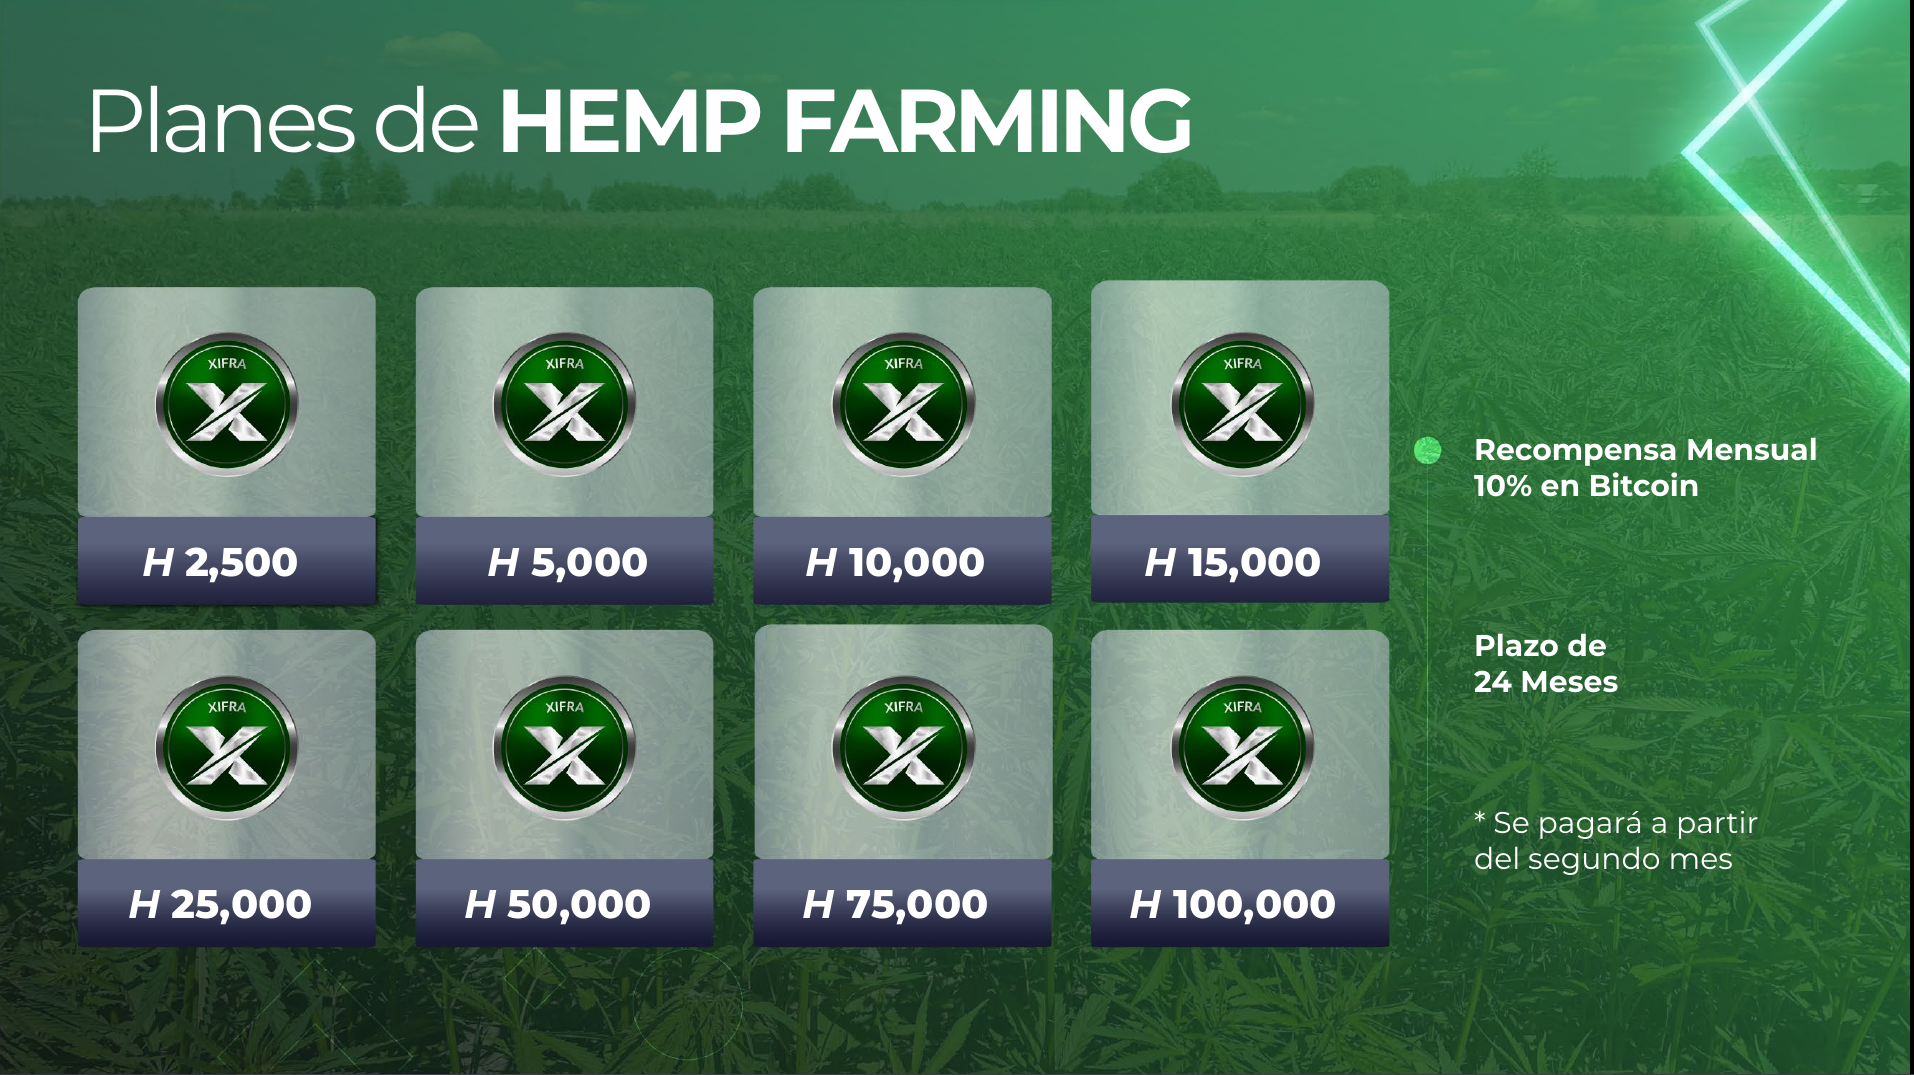 Planes de HEMP FARMING
XIFRA
XIFRA
XIFRA
XIFRA
H 2,500
H 5,000
H 10,000
H 15,000
XIFRA
XIFRA
XIFRA
XIFRA
H 25,000
H 50,000
H 75,000
H 100,000
Recompensa Mensual
10% en Bitcoin
Plazo de
24 Meses
* Se pagará a partir
del segundo mes